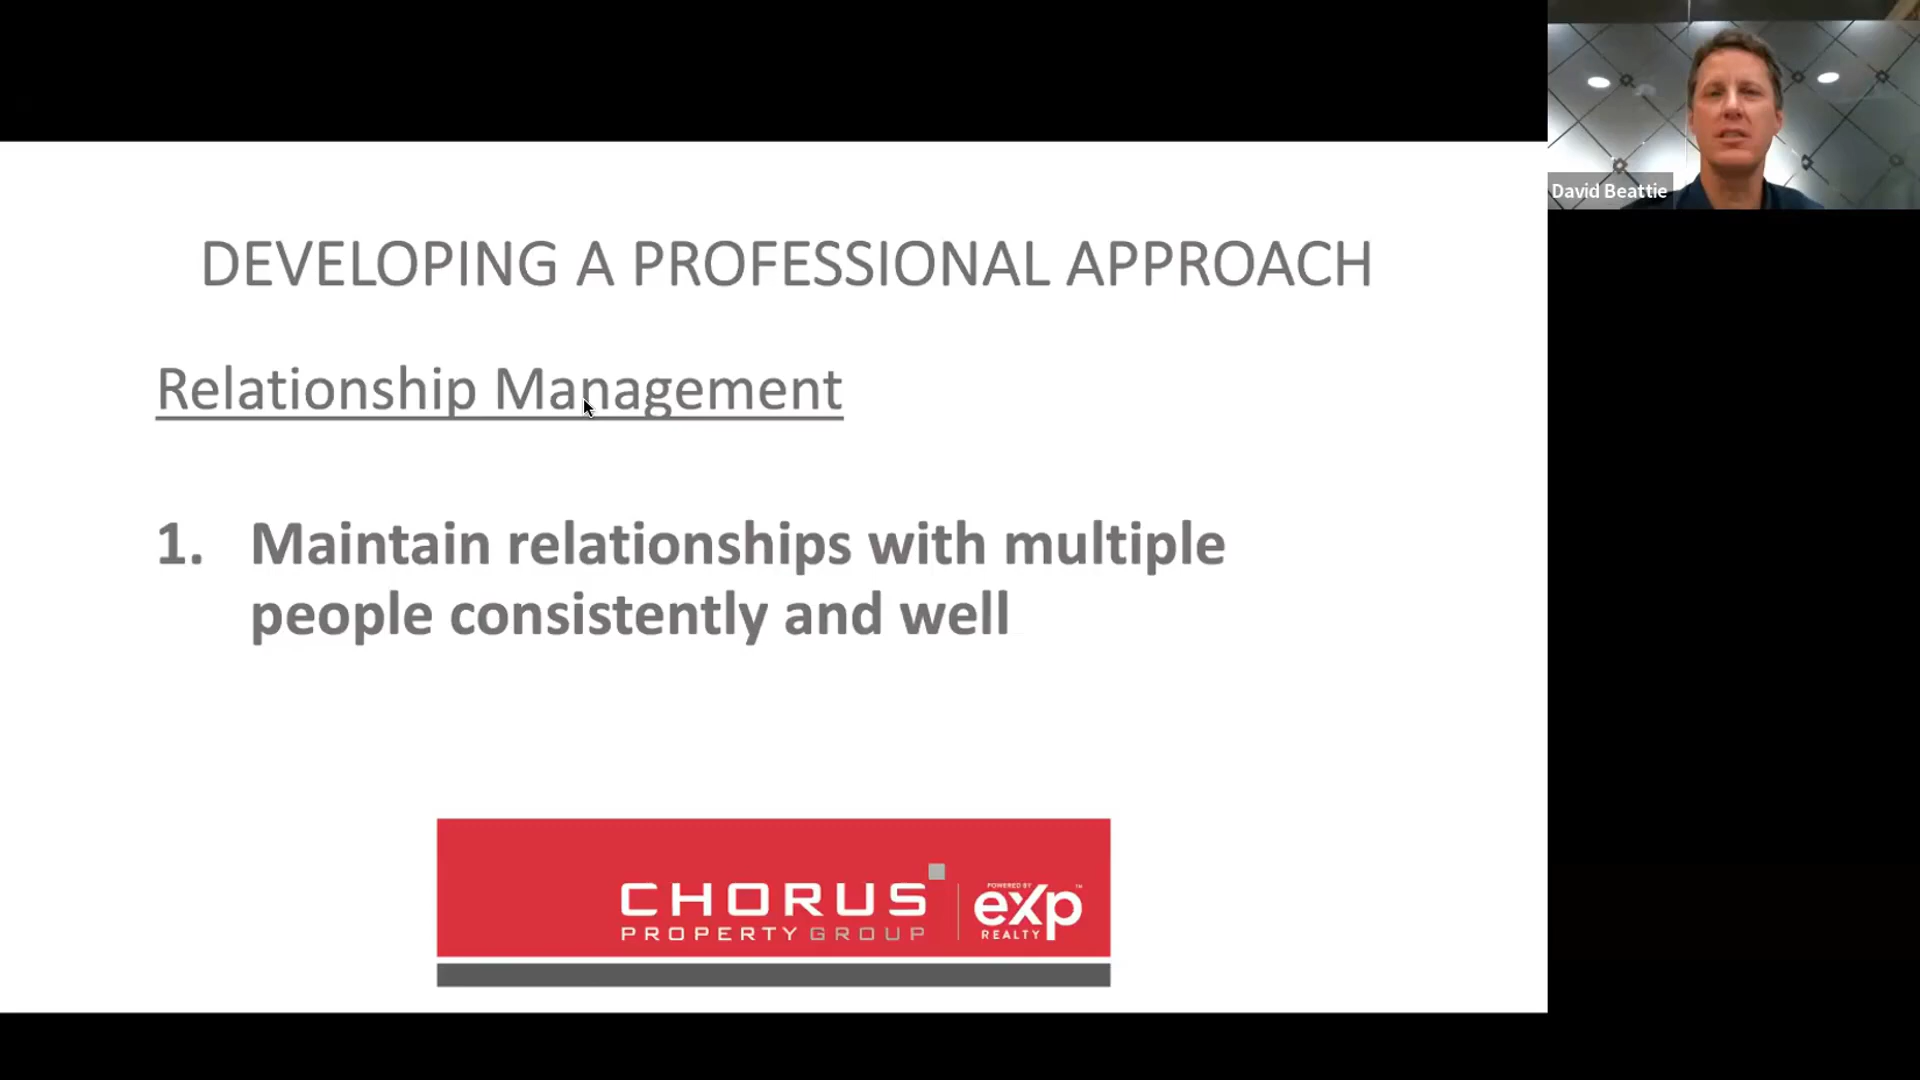 DEVELOPING A PROFESSIONAL APPROACH
Relationship Management
1. Maintain relationships with multiple
people consistently and well
CHORUS
PROPERTY GROUP
POWERED BY
eXp
REALTY
David Beattie